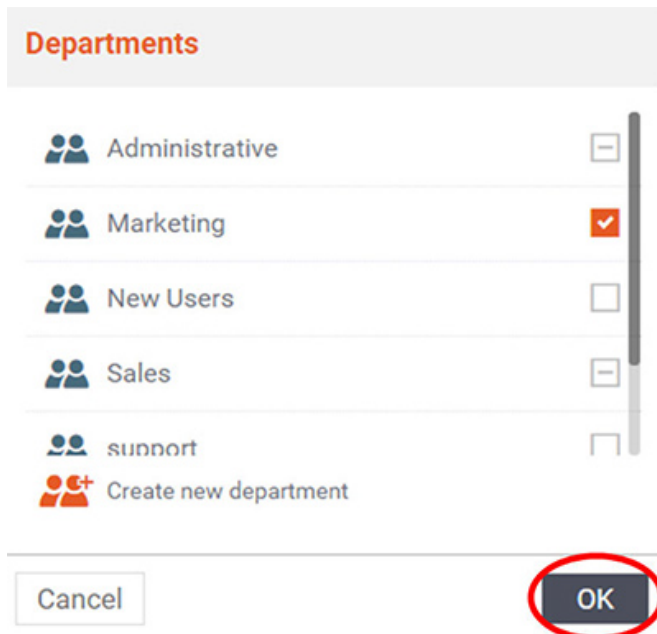 Departments
Administrative
Marketing
New Users
Sales
support
Create new department
Cancel
OK